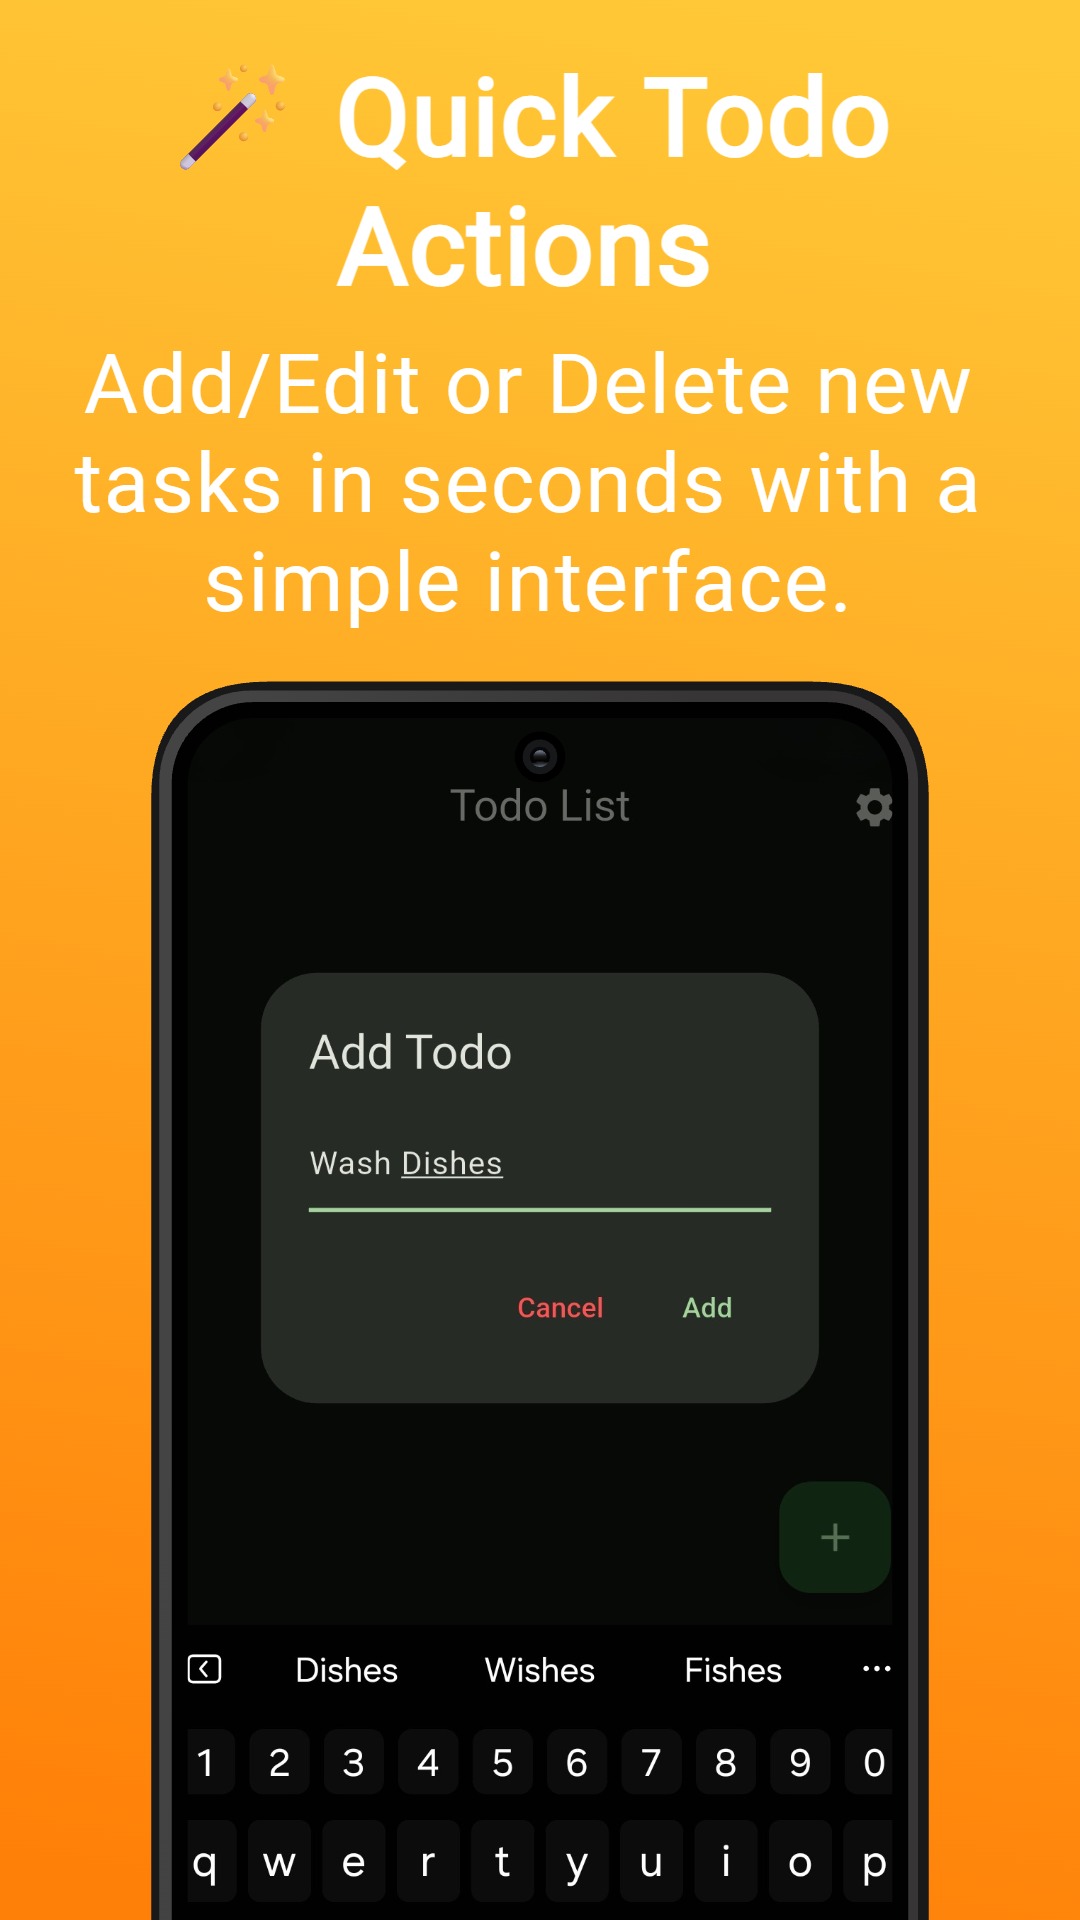 Quick Todo
Actions
Add/Edit or Delete new
tasks in seconds with a
simple interface.
Todo List
Add Todo
Wash Dishes
Cancel Add
+
Dishes Wishes Fishes ...
1 2 3 4 5 6 7 8 9 0
q w e r t y u i o p